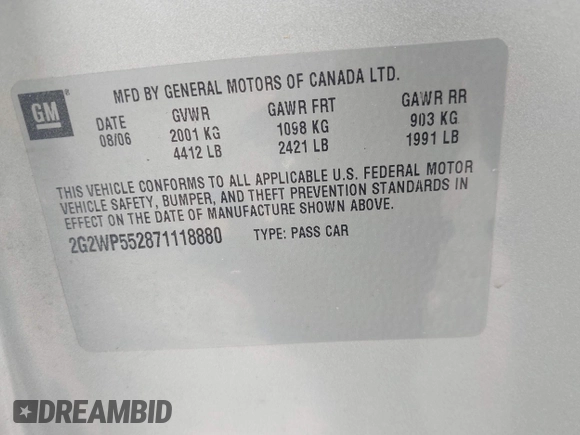 GM
®
MFD BY GENERAL MOTORS OF CANADA LTD.
DATE GVWR GAWR FRT GAWR RR
08/06 2001 KG 1098 KG 903 KG
4412 LB 2421 LB 1991 LB
THIS VEHICLE CONFORMS TO ALL APPLICABLE U.S. FEDERAL MOTOR
VEHICLE SAFETY, BUMPER, AND THEFT PREVENTION STANDARDS IN
EFFECT ON THE DATE OF MANUFACTURE SHOWN ABOVE.
2G2WP552871118880 TYPE: PASS CAR
DREAMBID